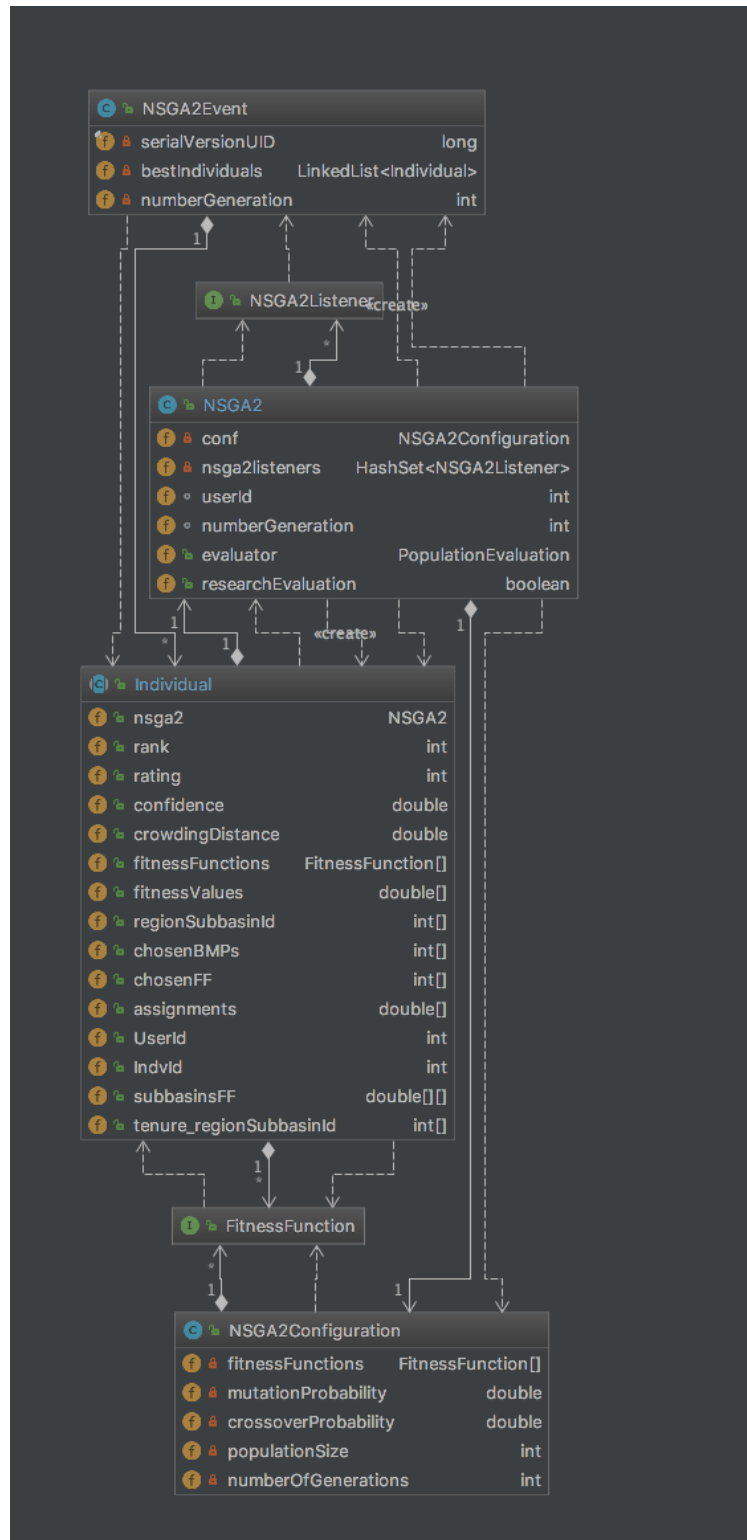 NSGA2Event
serialVersionUID long
bestIndividuals LinkedList<Individual>
numberGeneration int
1
NSGA2Listener
«create»
*
1
NSGA2
conf NSGA2Configuration
nsga2listeners HashSet<NSGA2Listener>
userId int
numberGeneration int
evaluator PopulationEvaluation
researchEvaluation boolean
1 1
«create»
* 1
Individual
nsga2 NSGA2
rank int
rating int
confidence double
crowdingDistance double
fitnessFunctions FitnessFunction[]
fitnessValues double[]
regionSubbasinId int[]
chosenBMPs int[]
chosenFF int[]
assignments double[]
UserId int
IndvId int
subbasinsFF double[][]
tenure_regionSubbasinId int[]
1
*
FitnessFunction
*
1 1
NSGA2Configuration
fitnessFunctions FitnessFunction[]
mutationProbability double
crossoverProbability double
populationSize int
numberOfGenerations int